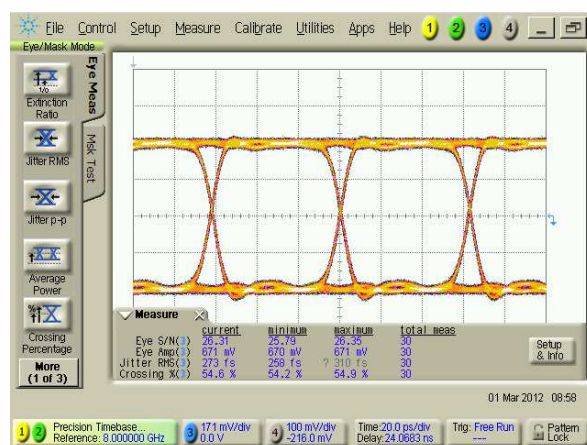 File Control Setup Measure Calibrate Utilities Apps Help 1 2 3 4
Eye/Mask Mode
Eye Meas
Msk Test
1/0
Extinction
Ratio
Jitter RMS
Jitter p-p
Average
Power
Crossing
Percentage
More
(1 of 3)
Measure
current minimum maximum total meas
Eye S/N(3) 26.31 25.79 26.35 30
Eye Amp(3) 671 mV 670 mV 671 mV 30
Jitter RMS(3) 273 fs 258 fs ? 310 fs 30
Crossing %(3) 54.6 % 54.2 % 54.9 % 30
Setup
& Info
01 Mar 2012 08:58
1 2 Precision Timebase...
Reference: 8.000000 GHz
3 171 mV/div
0.0 V
4 100 mV/div
-216.0 mV
Time:20.0 ps/div
Delay:24.0683 ns
Trig: Free Run
---
Pattern
Lock